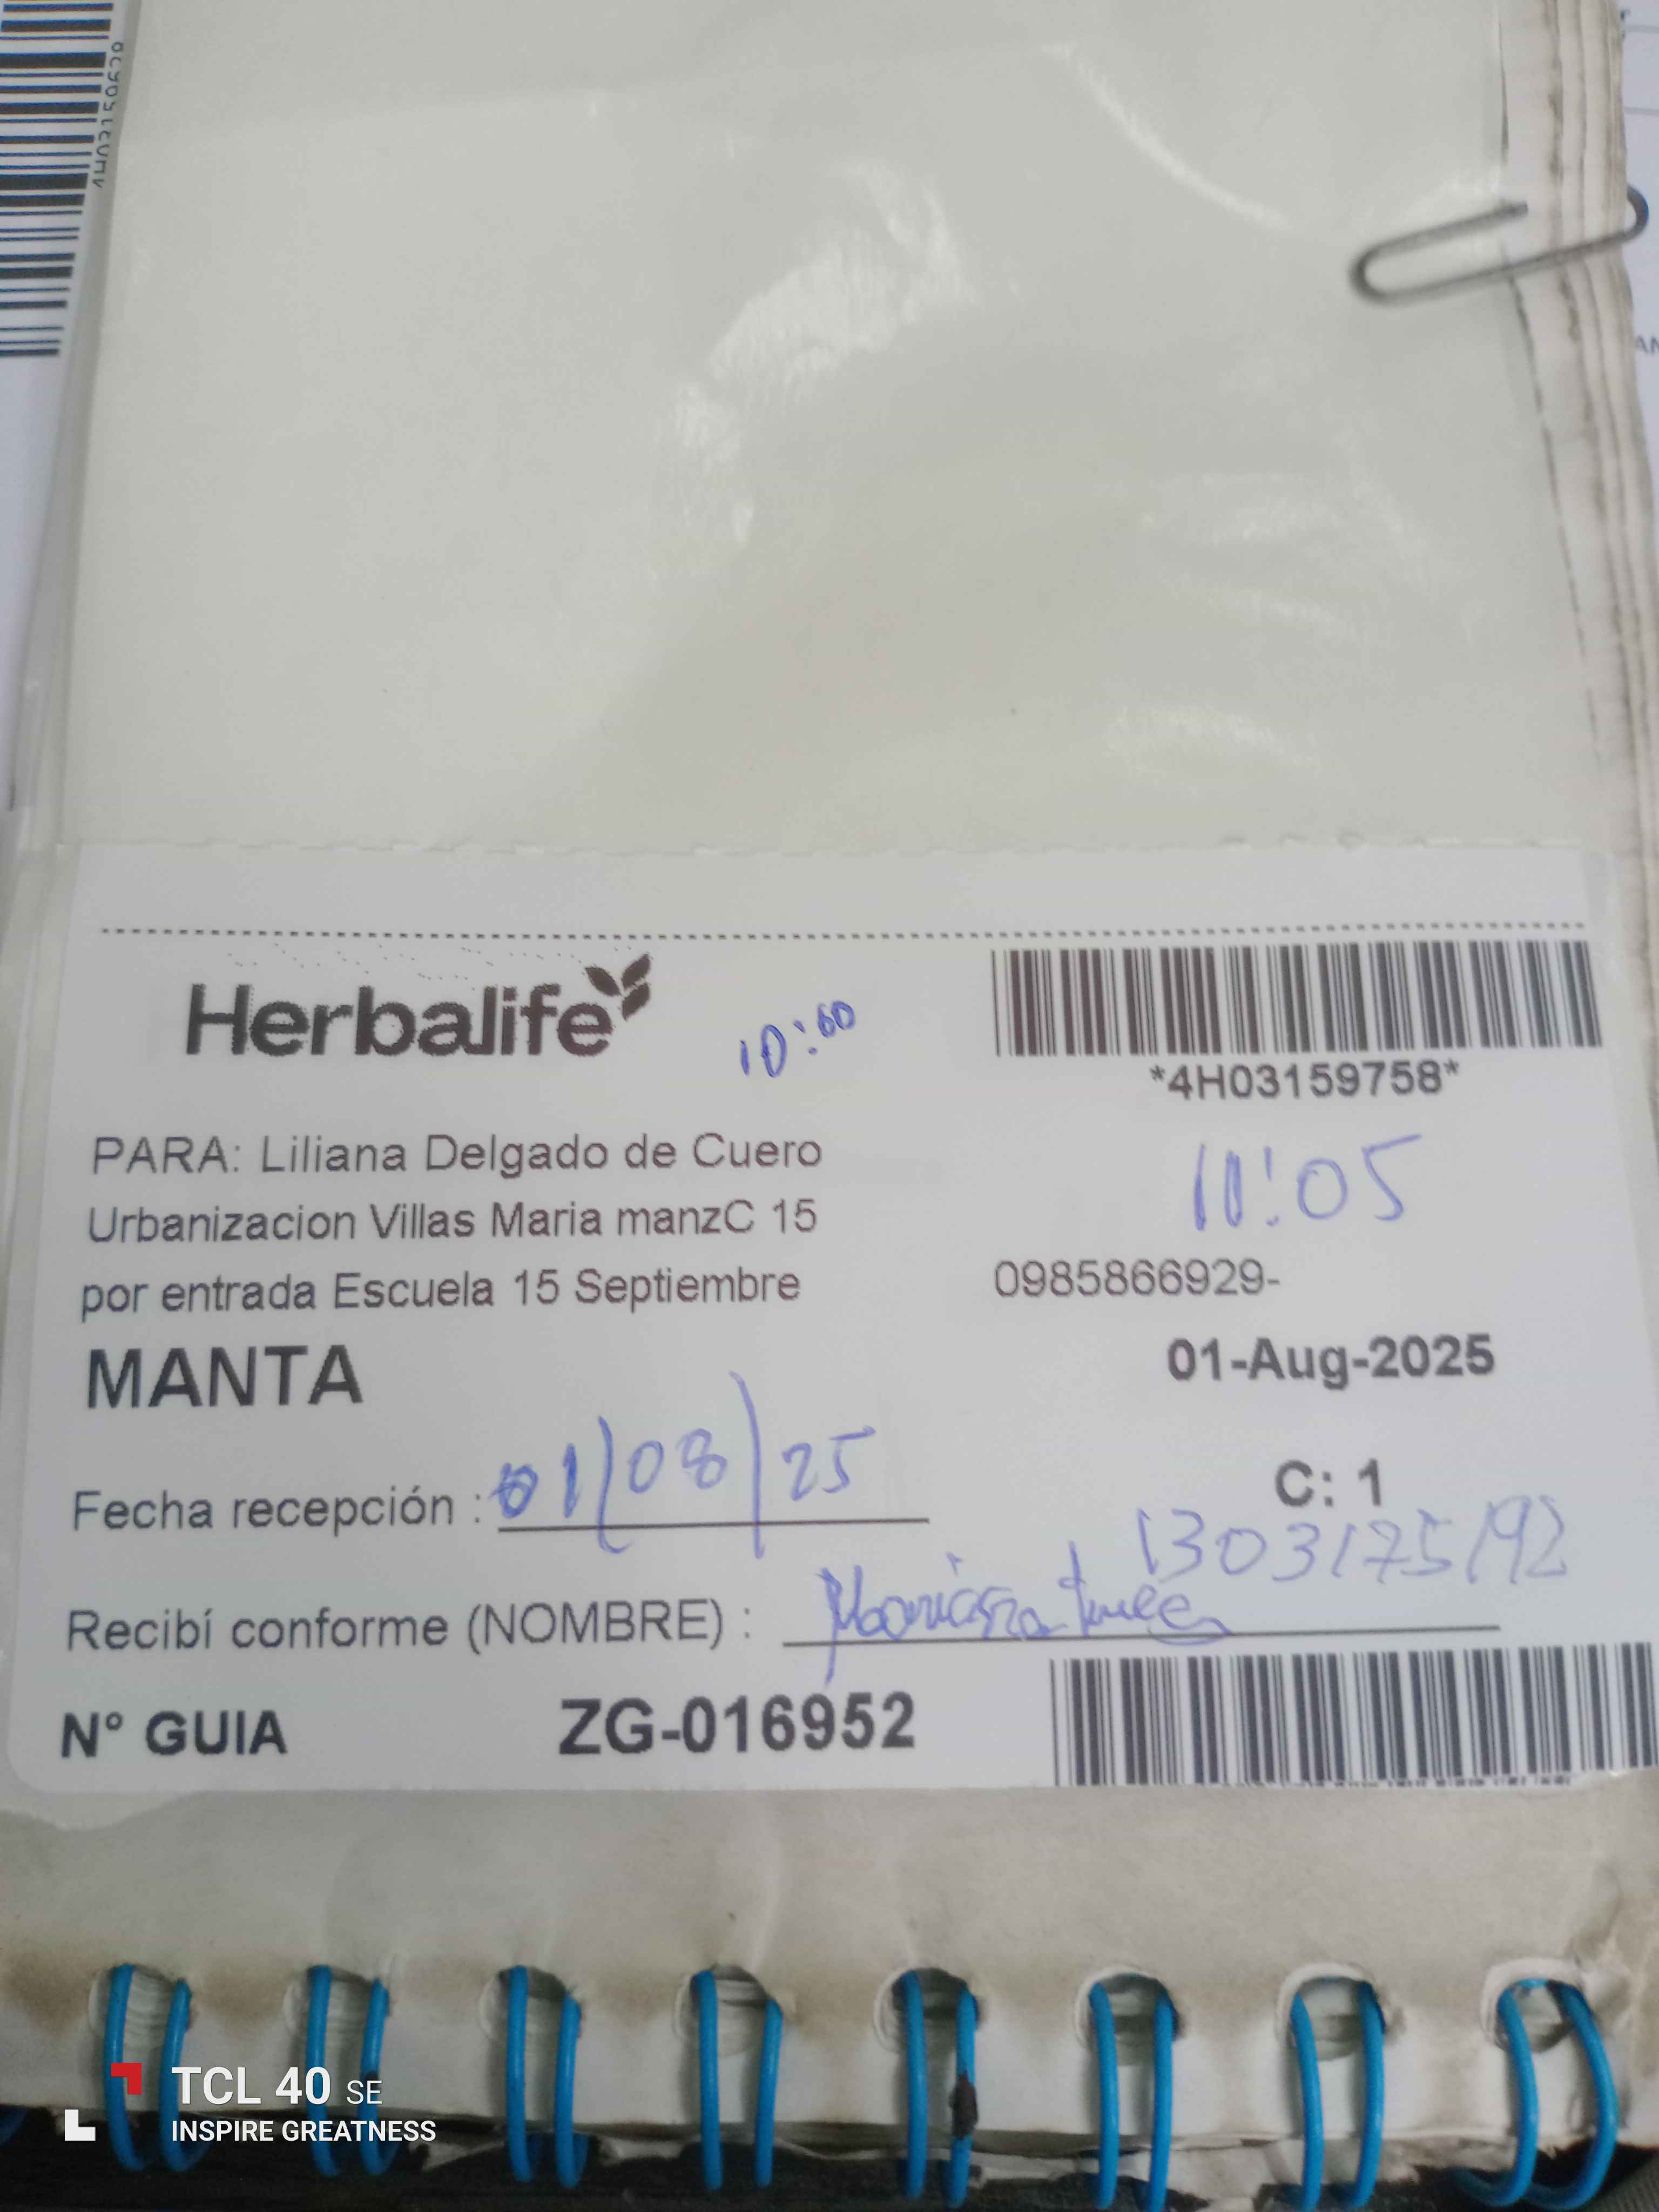 4H03159628
Herbalife
10:00
*4H03159758*
PARA: Liliana Delgado de Cuero
11:05
Urbanizacion Villas Maria manzC 15
por entrada Escuela 15 Septiembre
0985866929-
MANTA
01-Aug-2025
Fecha recepción : 01/08/25
C: 1
1303175192
Recibí conforme (NOMBRE) :
N° GUIA ZG-016952
TCL 40 SE
INSPIRE GREATNESS